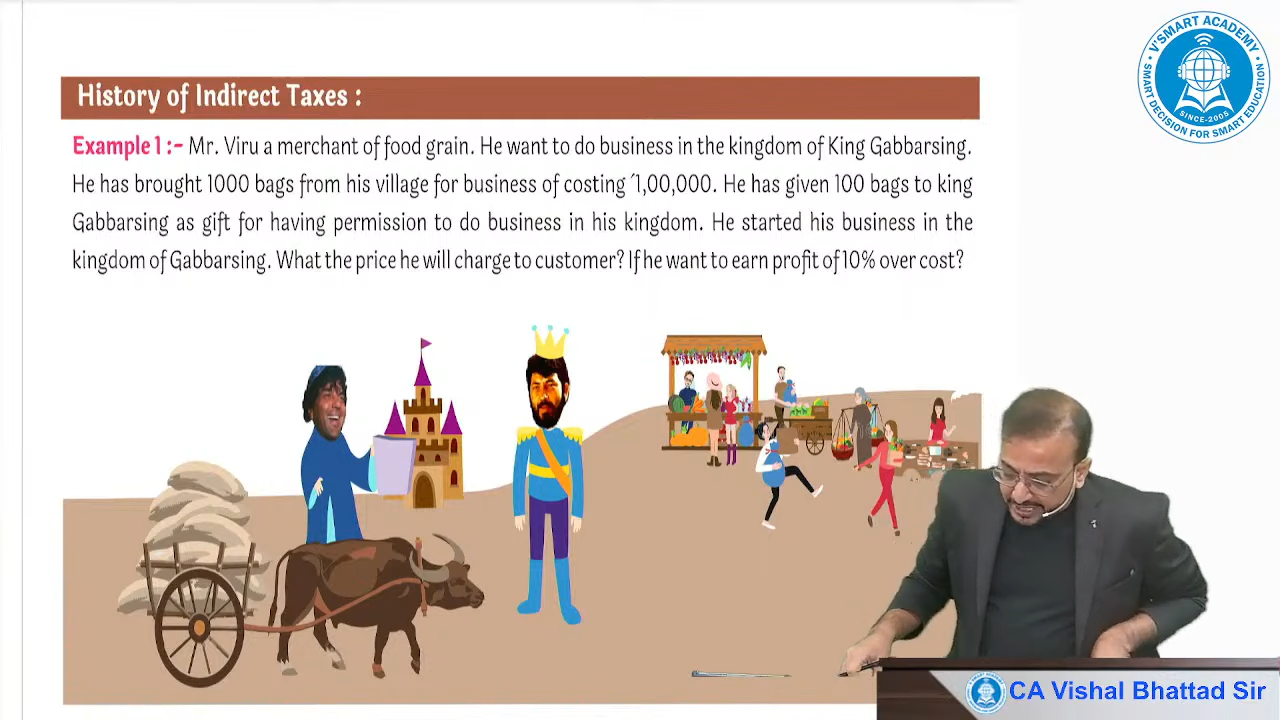 History of Indirect Taxes :
Example 1 :- Mr. Viru a merchant of food grain. He want to do business in the kingdom of King Gabbarsing.
He has brought 1000 bags from his village for business of costing ´1,00,000. He has given 100 bags to king
Gabbarsing as gift for having permission to do business in his kingdom. He started his business in the
kingdom of Gabbarsing. What the price he will charge to customer? If he want to earn profit of 10% over cost?
• V'SMART ACADEMY •
SMART DECISION FOR SMART EDUCATION
SINCE-2005
CA Vishal Bhattad Sir